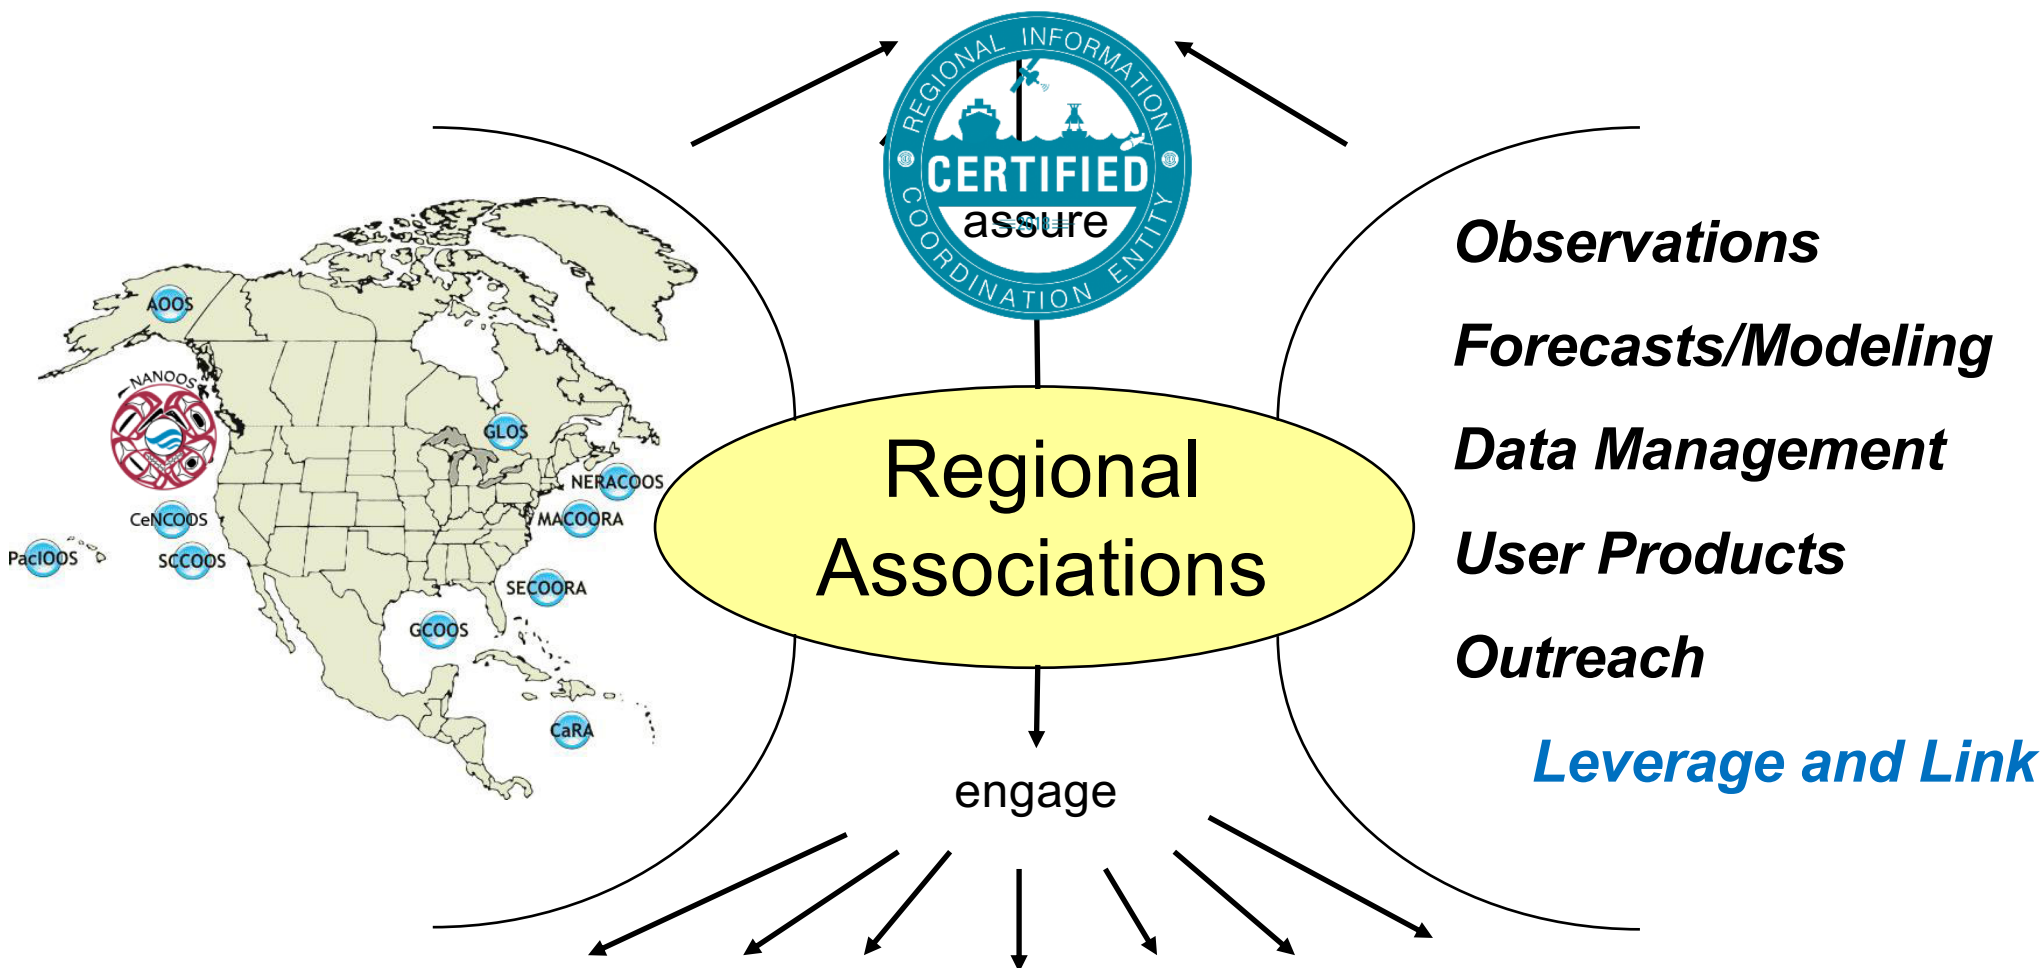 REGIONAL INFORMATION
COORDINATION ENTITY
CERTIFIED
2018
assure
AOOS
NANOOS
GLOS
NERACOOS
MACOORA
CeNCOOS
PacIOOS
SCCOOS
SECOORA
GCOOS
CaRA
Regional
Associations
engage
Observations
Forecasts/Modeling
Data Management
User Products
Outreach
Leverage and Link